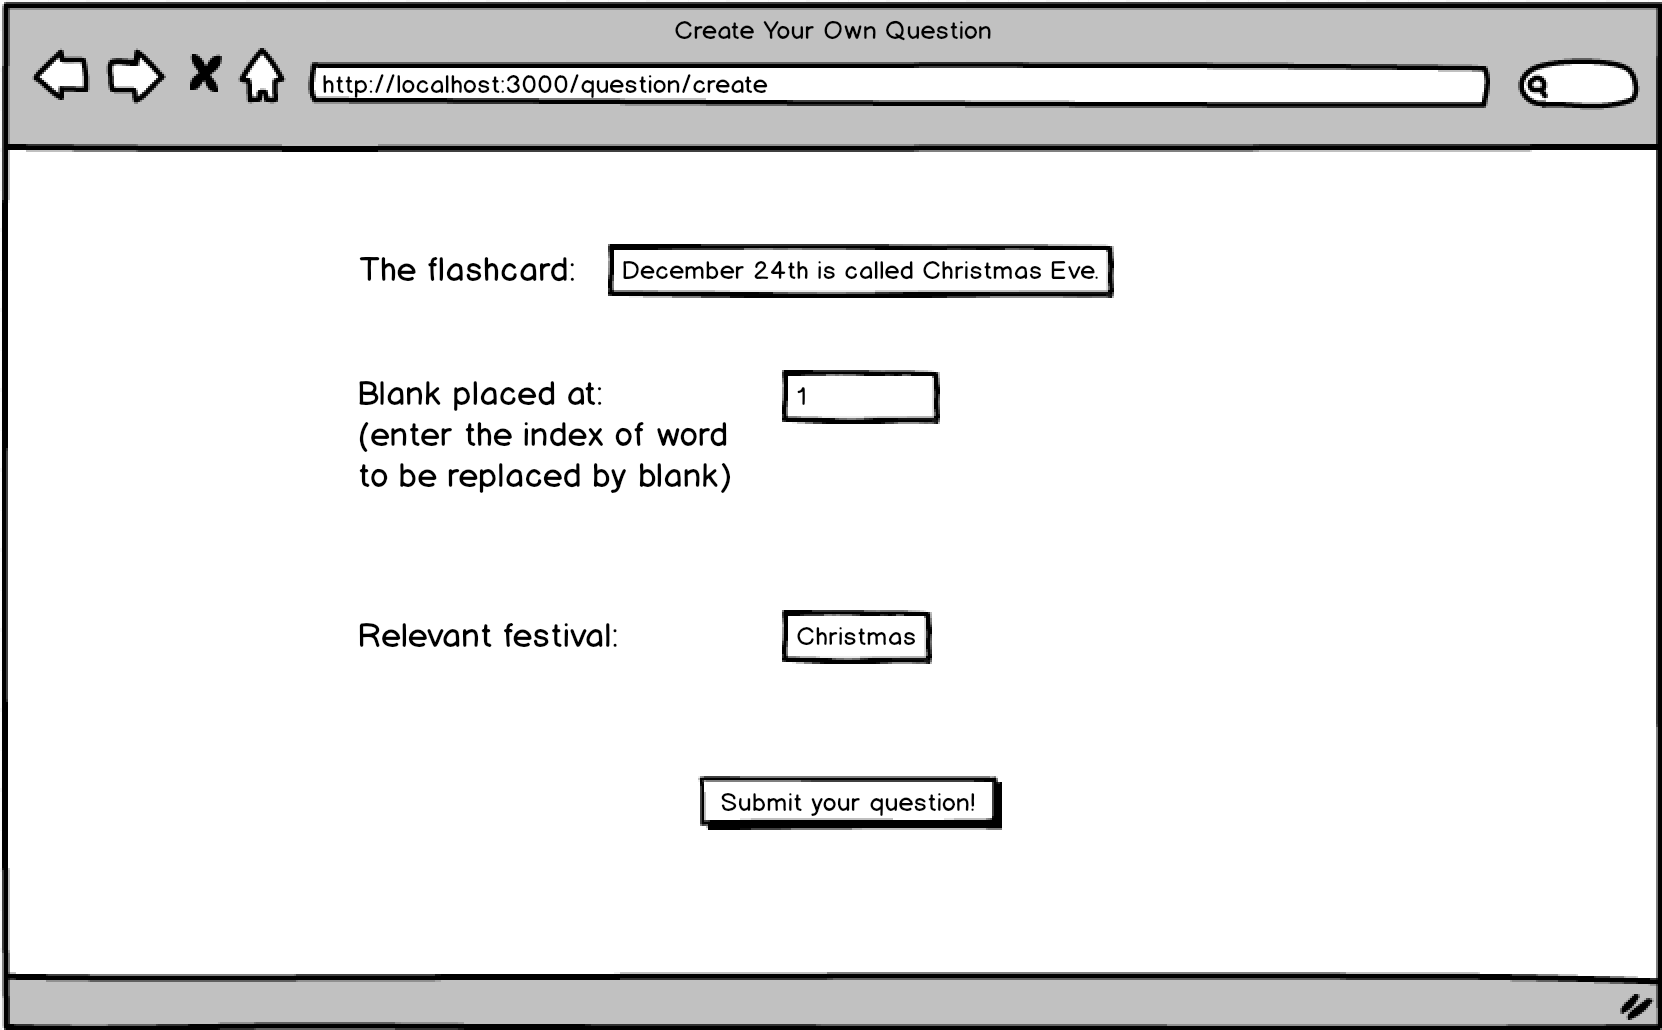 Create Your Own Question
http://localhost:3000/question/create
The flashcard: December 24th is called Christmas Eve.
Blank placed at: 1
(enter the index of word
to be replaced by blank)
Relevant festival: Christmas
Submit your question!